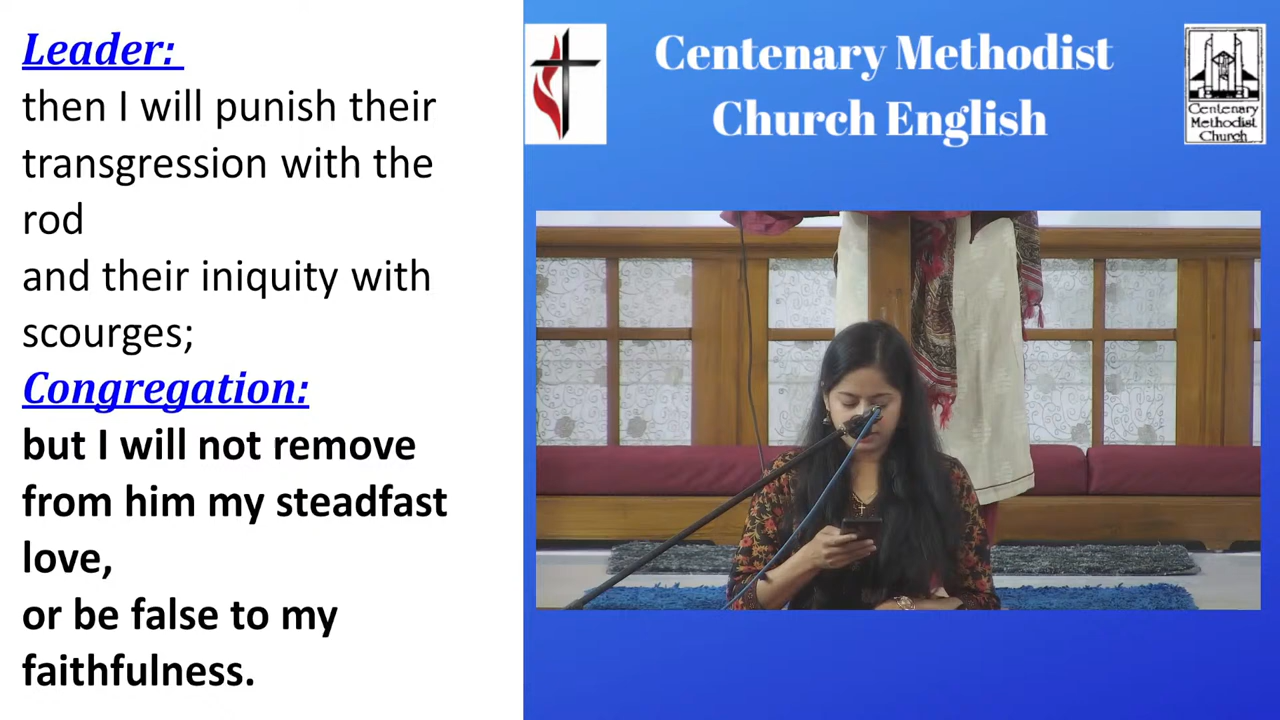 Leader:
then I will punish their
transgression with the
rod
and their iniquity with
scourges;
Congregation:
but I will not remove
from him my steadfast
love,
or be false to my
faithfulness.
Centenary Methodist
Church English
Centenary
Methodist
Church